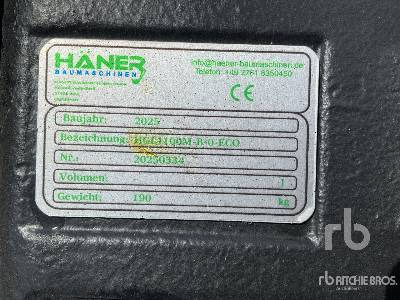 HÄNER
BAUMASCHINEN
info@haener-baumaschinen.de
Telefon: +49 2761 8350450
CE
Baujahr: 2025
Bezeichnung: 
Nr.: 20250334
Volumen: l
Gewicht: 190 kg
rb
rb RITCHIE BROS.